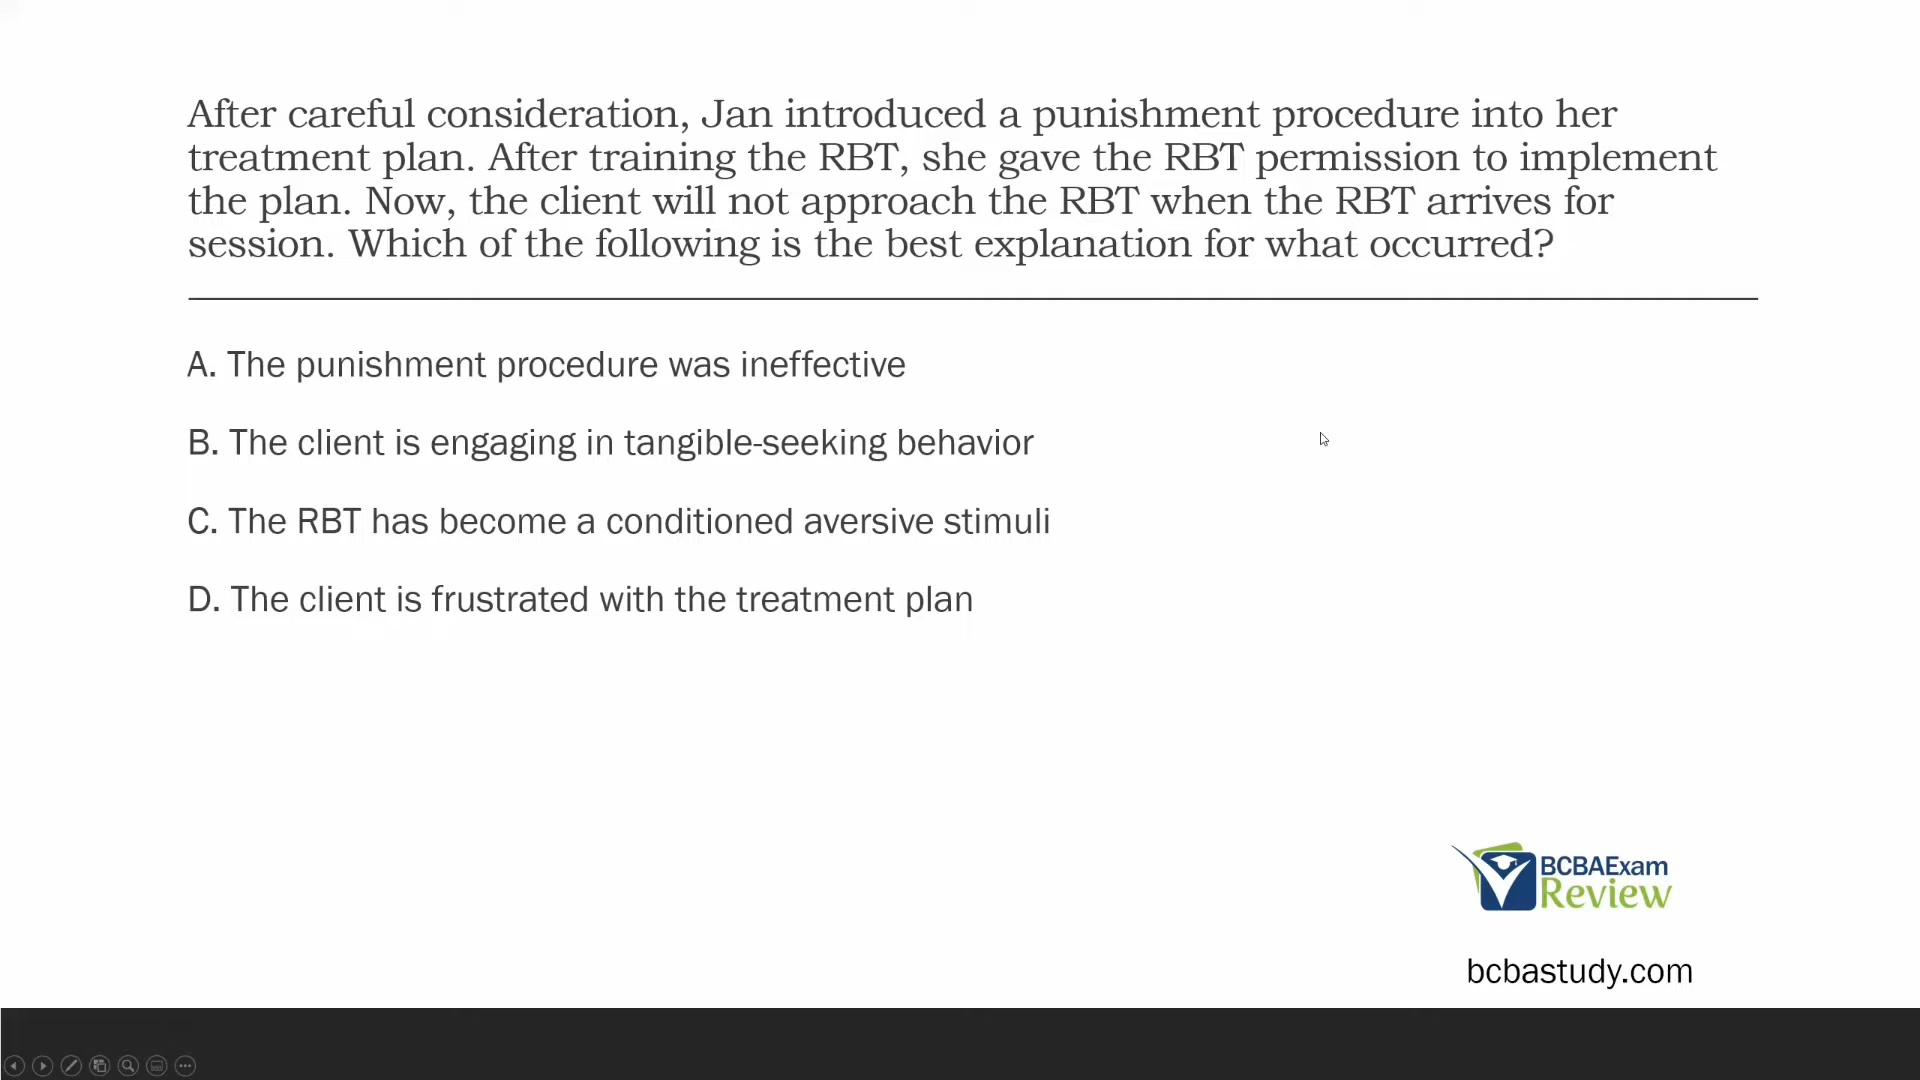 After careful consideration, Jan introduced a punishment procedure into her
treatment plan. After training the RBT, she gave the RBT permission to implement
the plan. Now, the client will not approach the RBT when the RBT arrives for
session. Which of the following is the best explanation for what occurred?
A. The punishment procedure was ineffective
B. The client is engaging in tangible-seeking behavior
C. The RBT has become a conditioned aversive stimuli
D. The client is frustrated with the treatment plan
BCBAExam
Review
bcbastudy.com